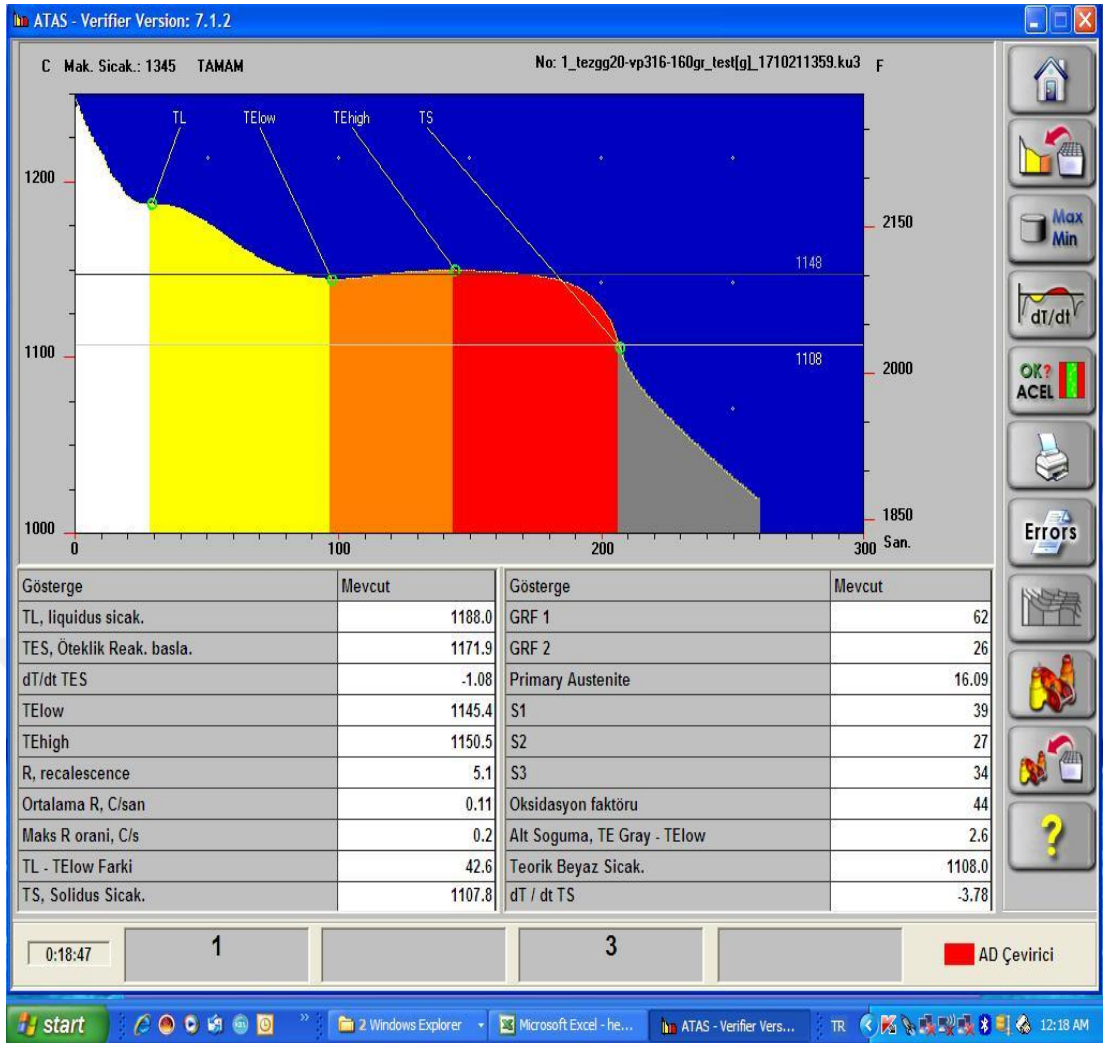 ATAS - Verifier Version: 7.1.2
C Mak. Sicak.: 1345 TAMAM No: 1_tezgg20-vp316-160gr_test[g]_1710211359.ku3 F
TL TElow TEhigh TS
1200
2150
1148
1100
1108
2000
1000
1850
0 100 200 300 San.
Max
Min
dT/dt
OK?
ACEL
Errors
?
Gösterge Mevcut Gösterge Mevcut
TL, liquidus sicak. 1188.0 GRF 1 62
TES, Öteklik Reak. basla. 1171.9 GRF 2 26
dT/dt TES -1.08 Primary Austenite 16.09
TElow 1145.4 S1 39
TEhigh 1150.5 S2 27
R, recalescence 5.1 S3 34
Ortalama R, C/san 0.11 Oksidasyon faktöru 44
Maks R orani, C/s 0.2 Alt Soguma, TE Gray - TElow 2.6
TL - TElow Farki 42.6 Teorik Beyaz Sicak. 1108.0
TS, Solidus Sicak. 1107.8 dT / dt TS -3.78
0:18:47 1 3 AD Çevirici
start 2 Windows Explorer Microsoft Excel - he... ATAS - Verifier Vers... TR 12:18 AM